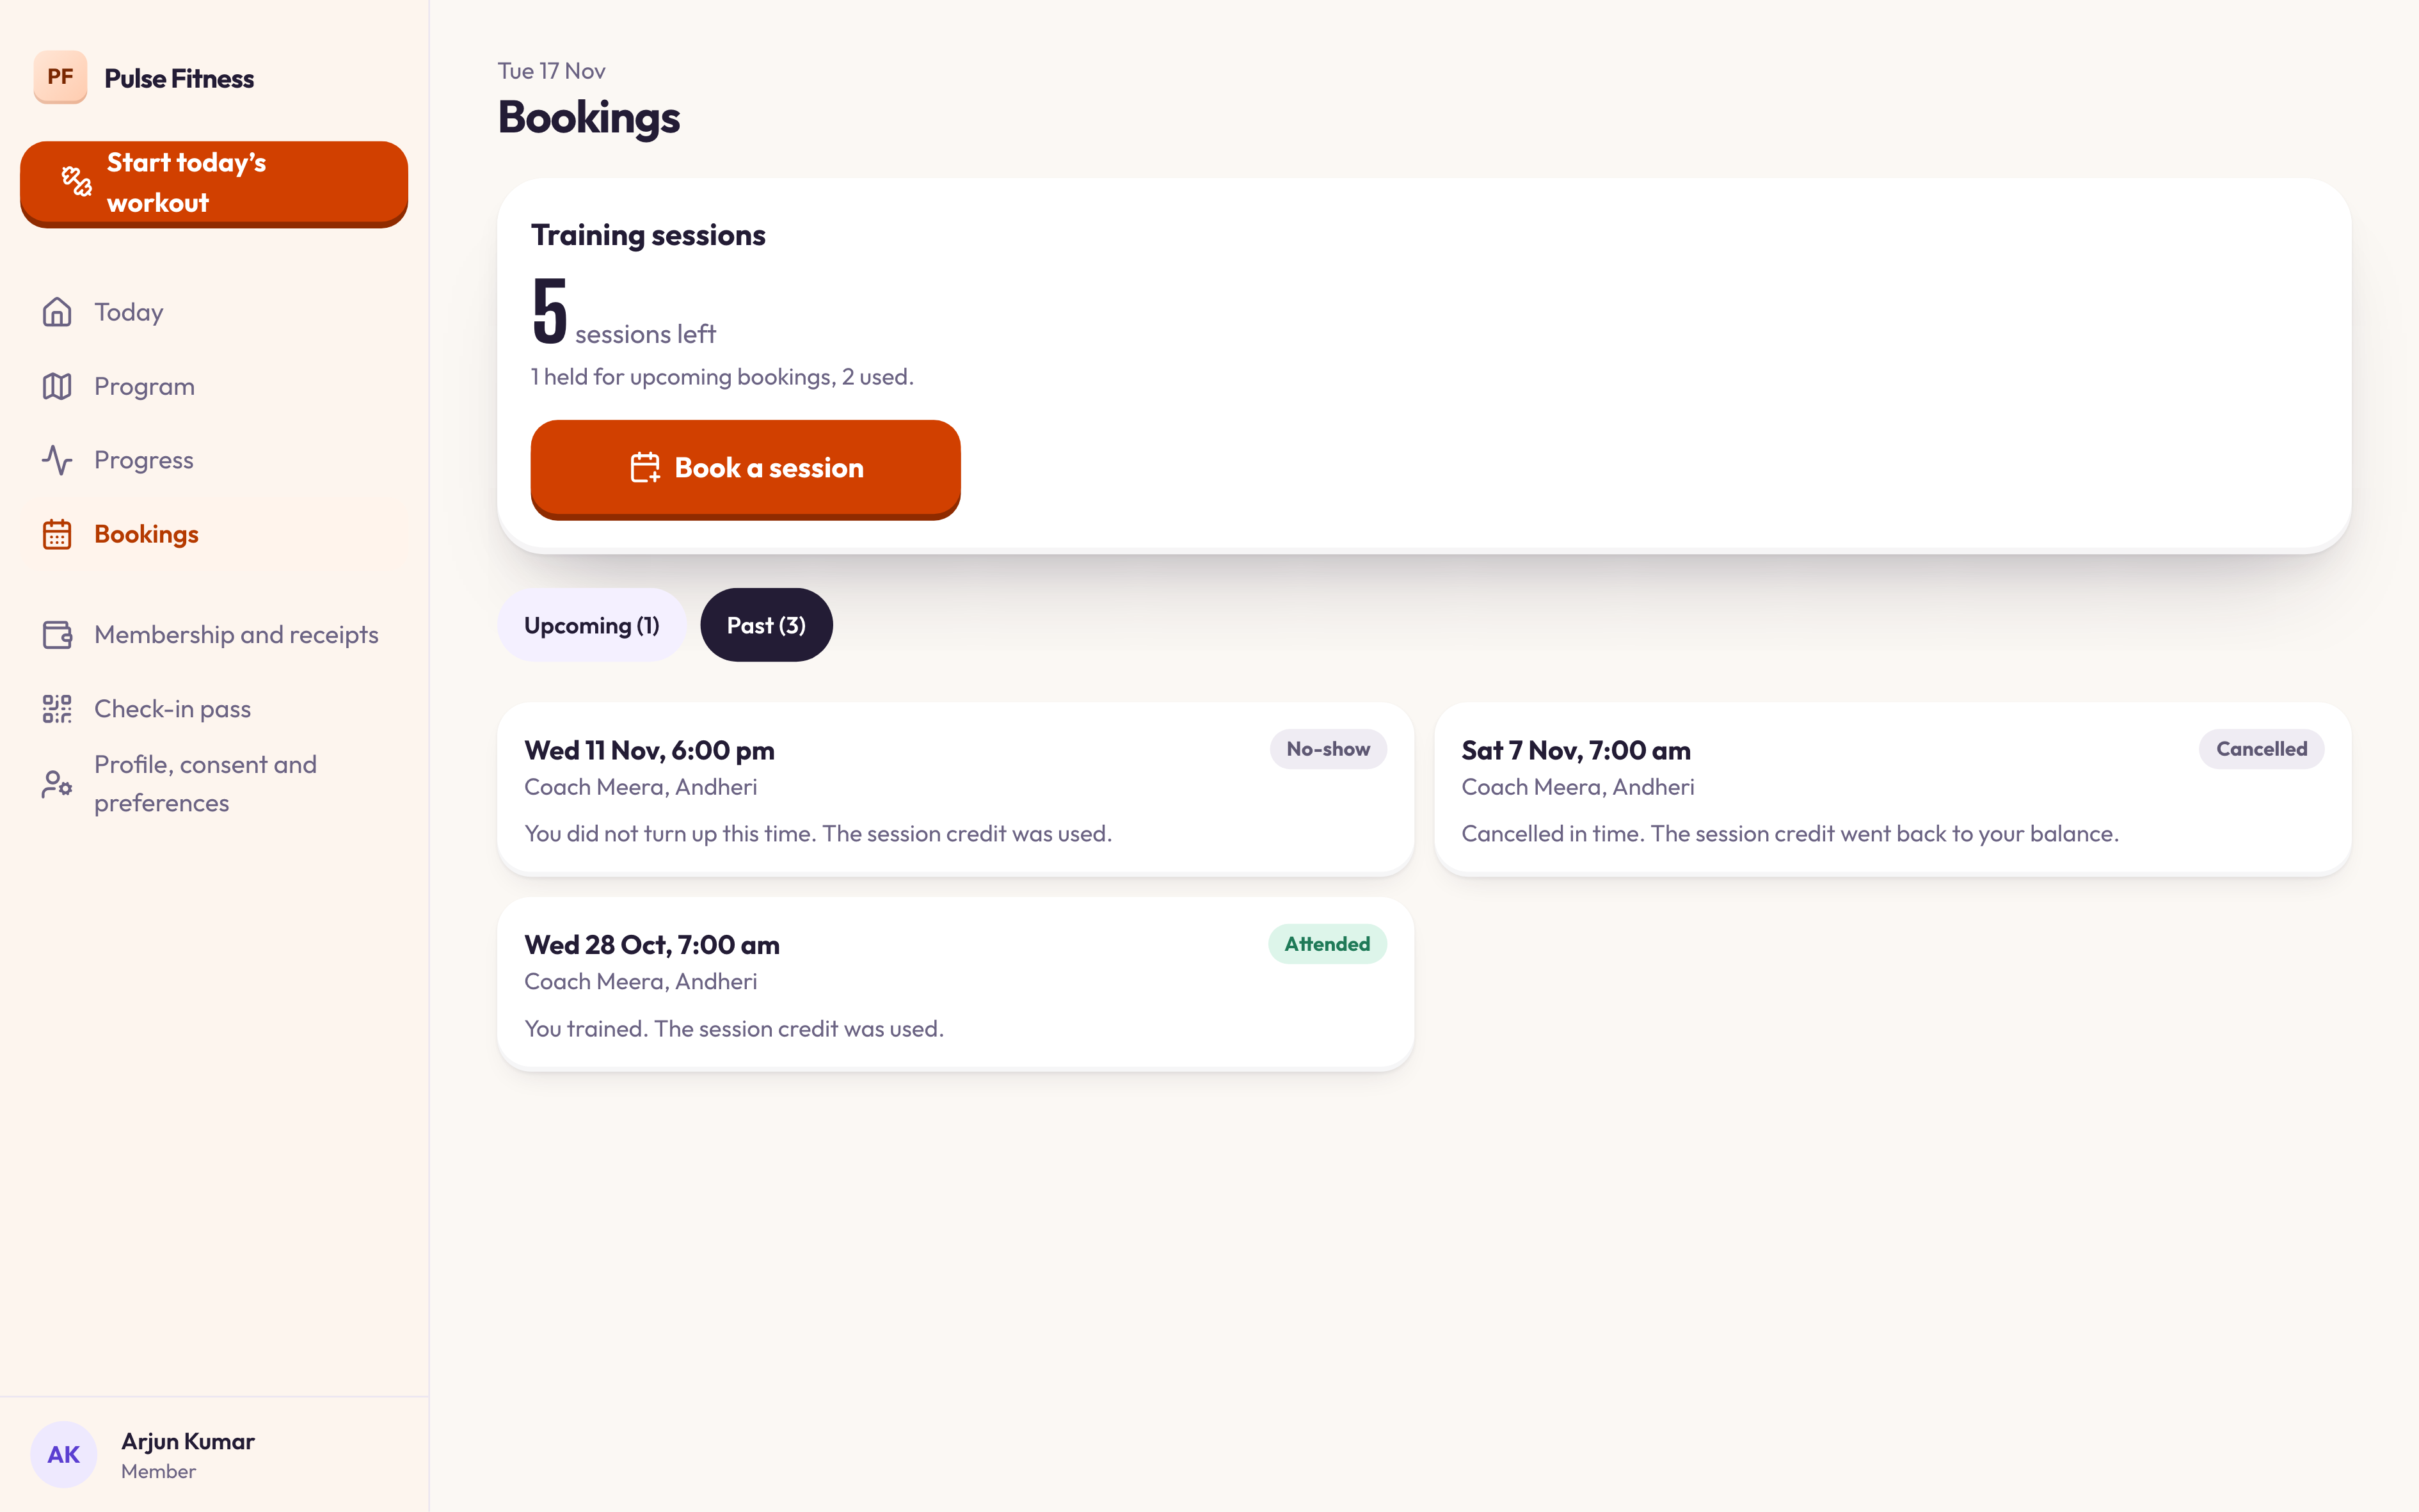 PF
Pulse Fitness
Start today’s
workout
Today
Program
Progress
Bookings
Membership and receipts
Check-in pass
Profile, consent and
preferences
AK
Arjun Kumar
Member
Tue 17 Nov
Bookings
Training sessions
5 sessions left
1 held for upcoming bookings, 2 used.
Book a session
Upcoming (1)
Past (3)
Wed 11 Nov, 6:00 pm
No-show
Coach Meera, Andheri
You did not turn up this time. The session credit was used.
Sat 7 Nov, 7:00 am
Cancelled
Coach Meera, Andheri
Cancelled in time. The session credit went back to your balance.
Wed 28 Oct, 7:00 am
Attended
Coach Meera, Andheri
You trained. The session credit was used.